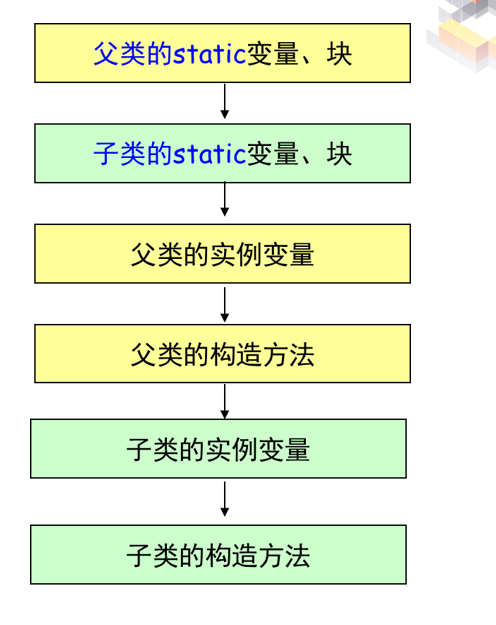 父类的static变量、块
子类的static变量、块
父类的实例变量
父类的构造方法
子类的实例变量
子类的构造方法